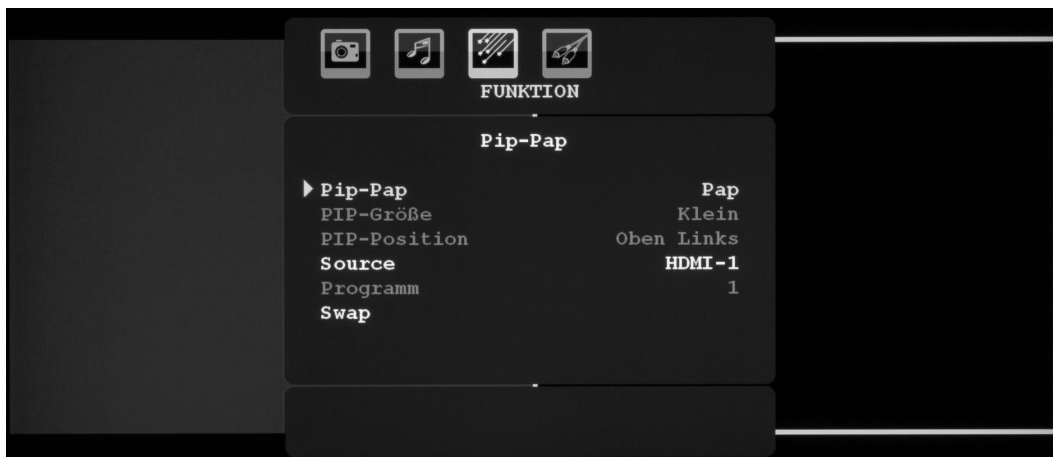 FUNKTION
Pip-Pap
Pip-Pap Pap
PIP-Größe Klein
PIP-Position Oben Links
Source HDMI-1
Programm 1
Swap